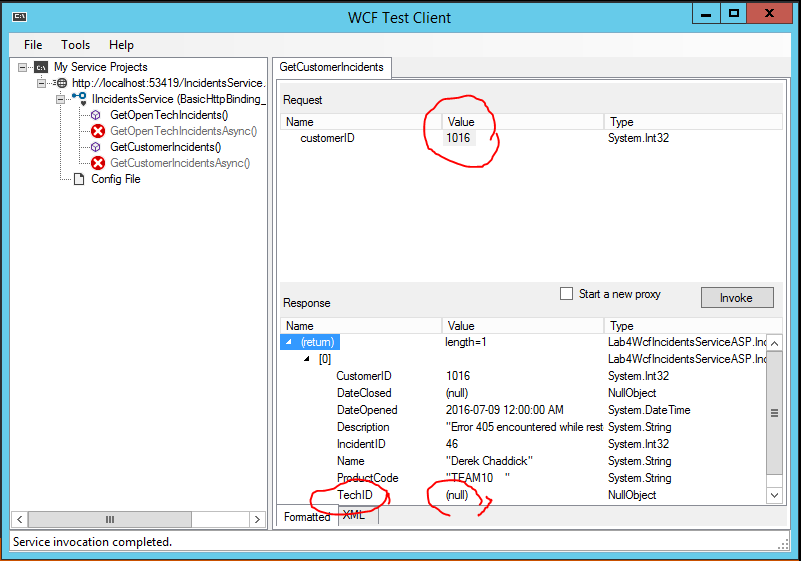 WCF Test Client
File Tools Help
My Service Projects
http://localhost:53419/IncidentsService.
IIncidentsService (BasicHttpBinding_
GetOpenTechIncidents()
GetOpenTechIncidentsAsync()
GetCustomerIncidents()
GetCustomerIncidentsAsync()
Config File
GetCustomerIncidents
Request
Name Value Type
customerID 1016 System.Int32
Response
Start a new proxy
Invoke
Name Value Type
(return) length=1 Lab4WcfIncidentsServiceASP.Inc
[0] Lab4WcfIncidentsServiceASP.Inc
CustomerID 1016 System.Int32
DateClosed (null) NullObject
DateOpened 2016-07-09 12:00:00 AM System.DateTime
Description "Error 405 encountered while rest System.String
IncidentID 46 System.Int32
Name "Derek Chaddick" System.String
ProductCode "TEAM10    " System.String
TechID (null) NullObject
Formatted XML
Service invocation completed.